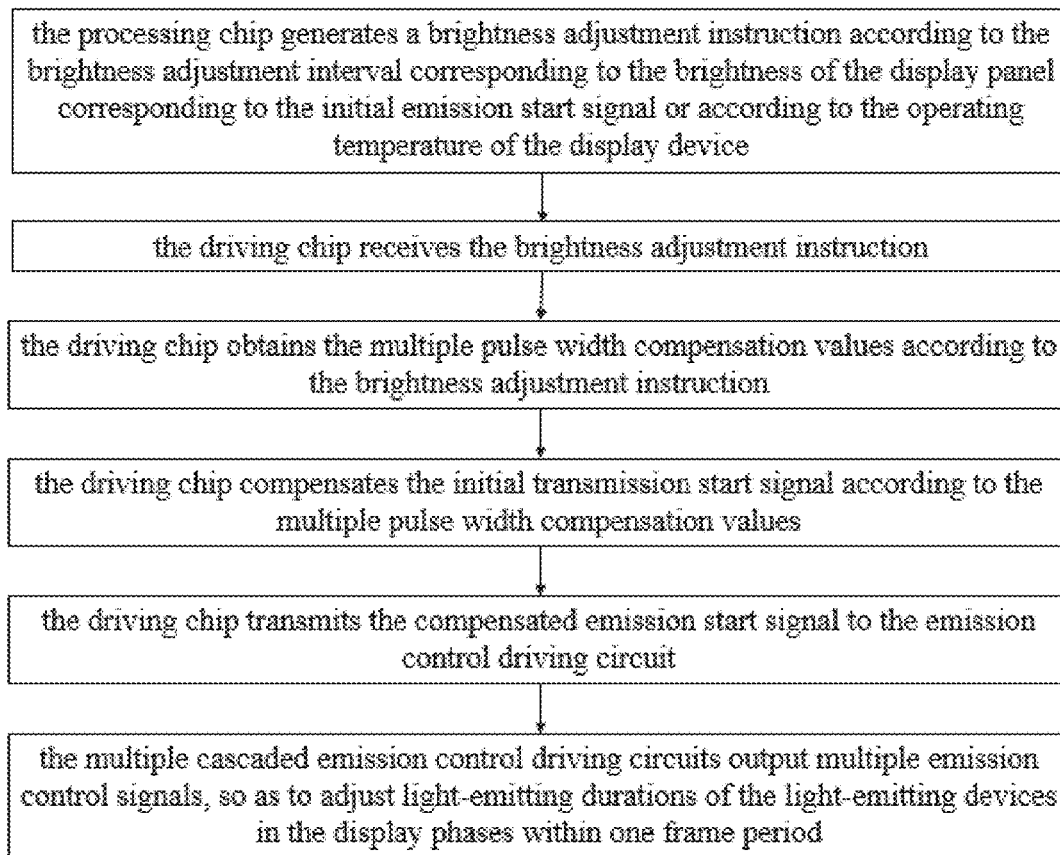 the processing chip generates a brightness adjustment instruction according to the
brightness adjustment interval corresponding to the brightness of the display panel
corresponding to the initial emission start signal or according to the operating
temperature of the display device
the driving chip receives the brightness adjustment instruction
the driving chip obtains the multiple pulse width compensation values according to
the brightness adjustment instruction
the driving chip compensates the initial transmission start signal according to the
multiple pulse width compensation values
the driving chip transmits the compensated emission start signal to the emission
control driving circuit
the multiple cascaded emission control driving circuits output multiple emission
control signals, so as to adjust light-emitting durations of the light-emitting devices
in the display phases within one frame period